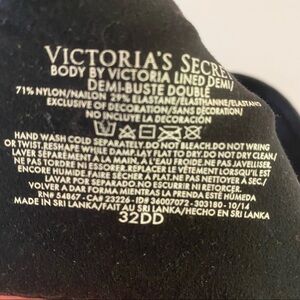 VICTORIA'S SECRET
BODY BY VICTORIA LINED DEMI/
DEMI-BUSTE DOUBLÉ
71% NYLON/NAILON 29% ELASTANE/ELASTHANNE/ELASTANO
EXCLUSIVE OF DECORATION/SANS DÉCORATION/
NO INCLUYE LA DECORACIÓN
HAND WASH COLD SEPARATELY.DO NOT BLEACH.DO NOT WRING
OR TWIST.RESHAPE WHILE DAMP.LAY FLAT TO DRY.DO NOT DRY CLEAN/
LAVER SÉPARÉMENT À LA MAIN, À L'EAU FROIDE.NE PAS JAVELLISER.
NE PAS TORDRE NI ESSORER.REPLACER LE VÊTEMENT LORSQU'IL EST
ENCORE HUMIDE.FAIRE SÉCHER À PLAT.NE PAS NETTOYER À SEC./
LAVAR POR SEPARADO.NO ESCURRIR NI RETORCER.
VOLVER A DAR FORMA MIENTRAS LA PRENDA ESTÉ HÚMEDA
RN# 54867 - CA# 23226 - ID# 36007072 - 303180 - 10/14
MADE IN SRI LANKA/FAIT AU SRI LANKA/HECHO EN SRI LANKA
32DD